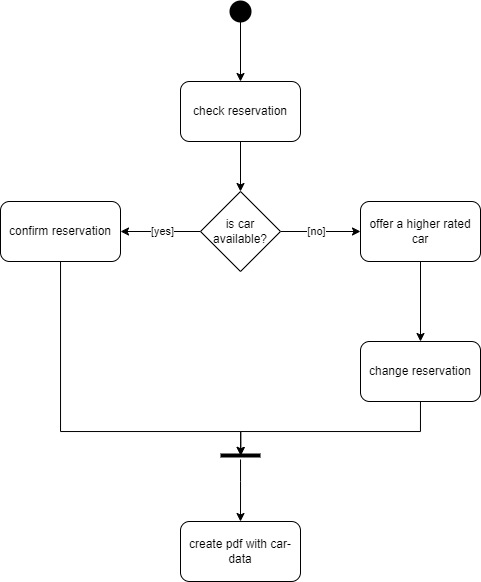 check reservation
is car
available?
[yes]
[no]
confirm reservation
offer a higher rated
car
change reservation
create pdf with car-
data